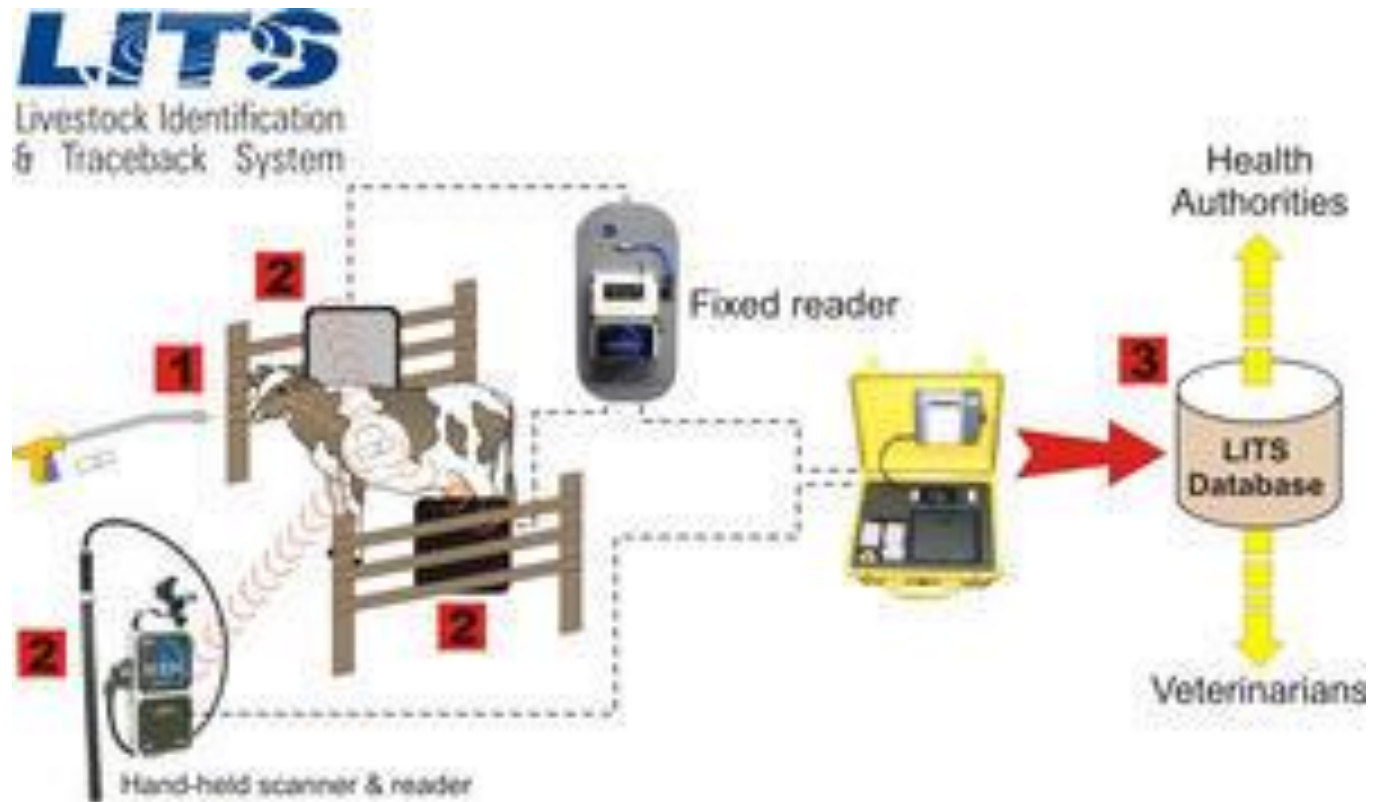 LITS
Livestock Identification
& Traceback System
Health
Authorities
2
Fixed reader
1
3
LITS
Database
2
2
Veterinarians
Hand-held scanner & reader